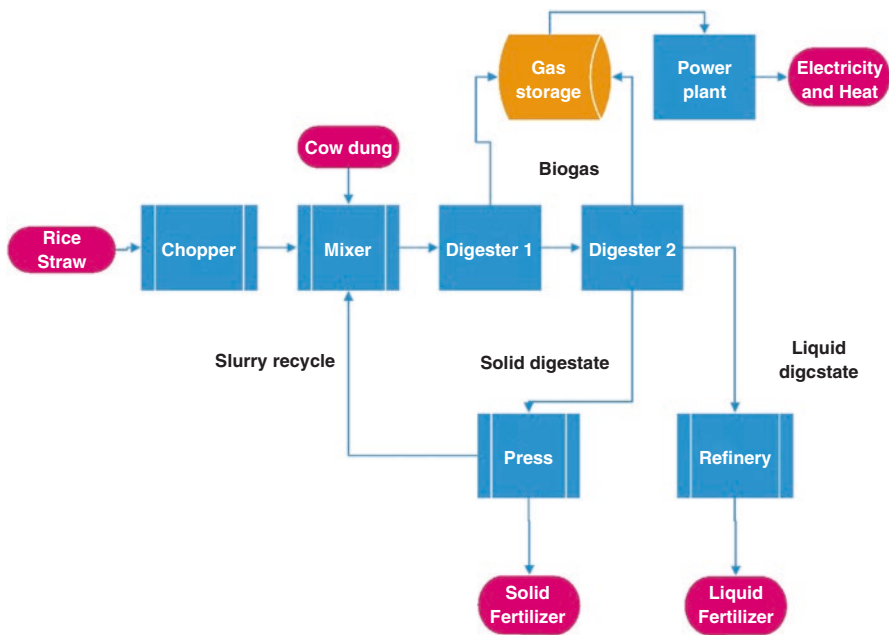 Gas
storage
Power
plant
Electricity
and Heat
Cow dung
Biogas
Rice
Straw
Chopper
Mixer
Digester 1
Digester 2
Slurry recycle
Solid digestate
Liquid
digcstate
Press
Refinery
Solid
Fertilizer
Liquid
Fertilizer